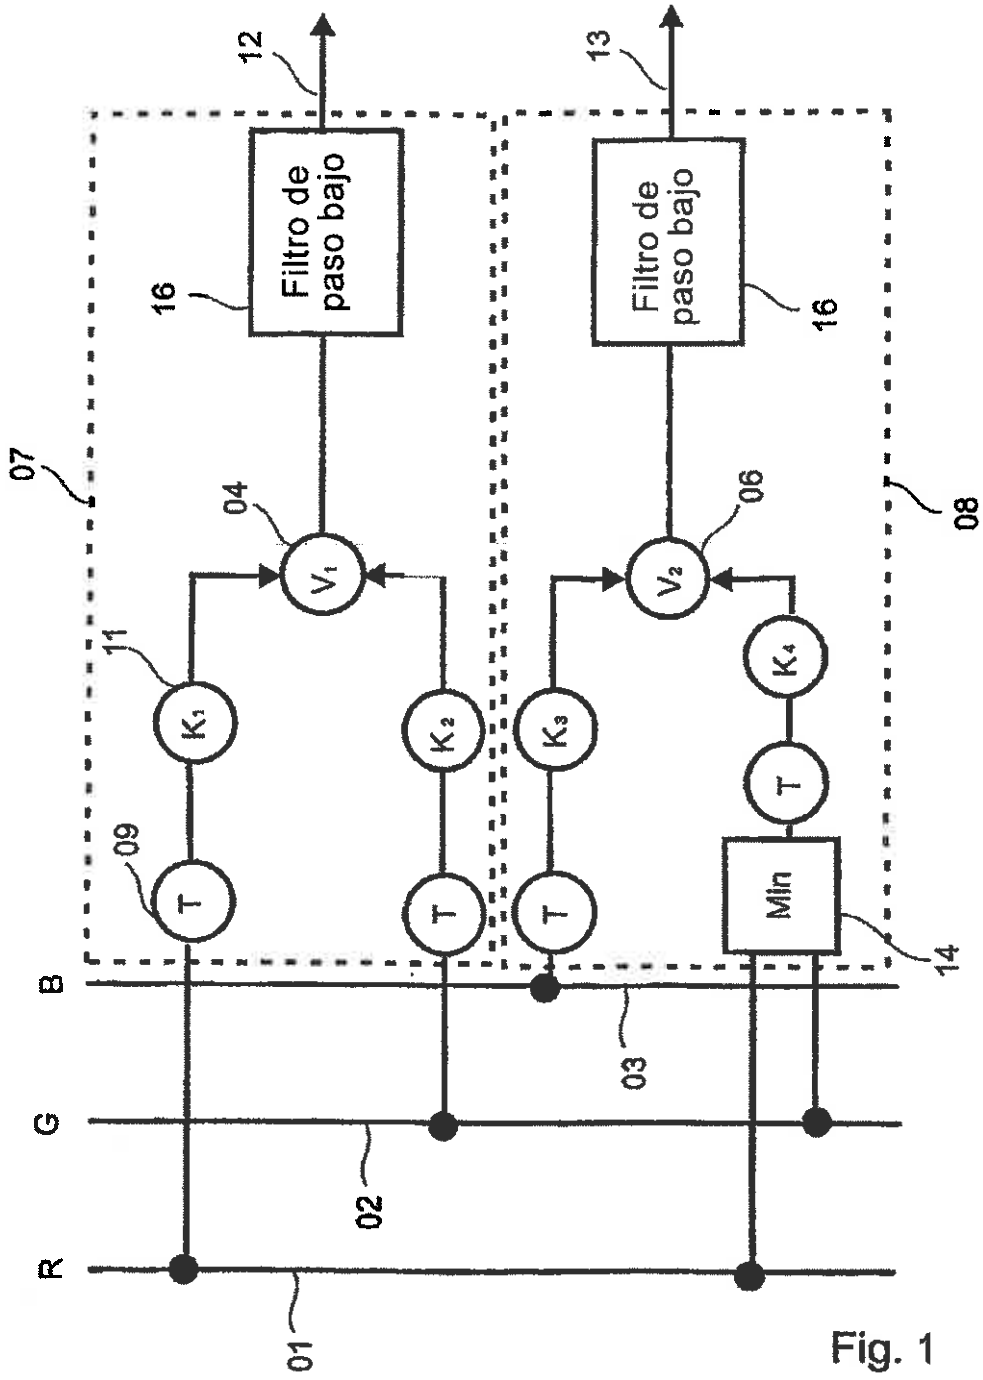 R
G
B
01
02
03
T
09
K₁
11
V₁
04
07
T
K₂
Filtro de
paso bajo
16
12
T
K₃
V₂
06
MIn
14
T
K₄
08
Filtro de
paso bajo
16
13
Fig. 1